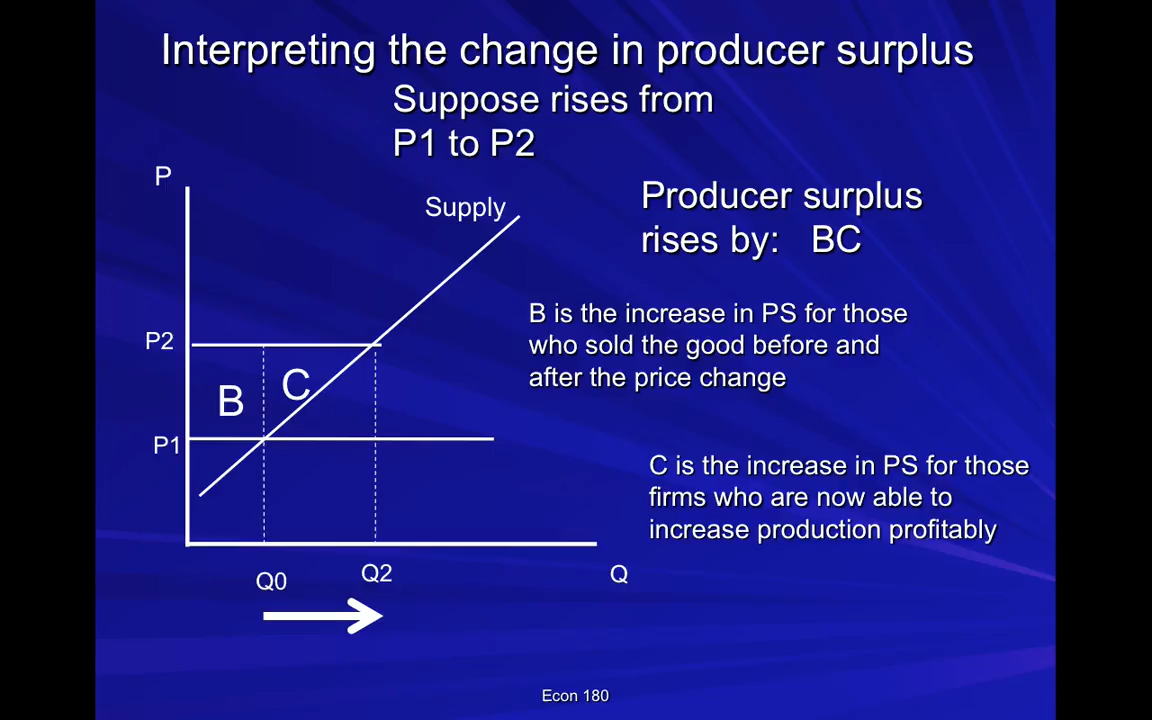 Interpreting the change in producer surplus
Suppose rises from
P1 to P2
P
Supply
Producer surplus
rises by: BC
B is the increase in PS for those
who sold the good before and
after the price change
P2
B
C
P1
C is the increase in PS for those
firms who are now able to
increase production profitably
Q0
Q2
Q
Econ 180